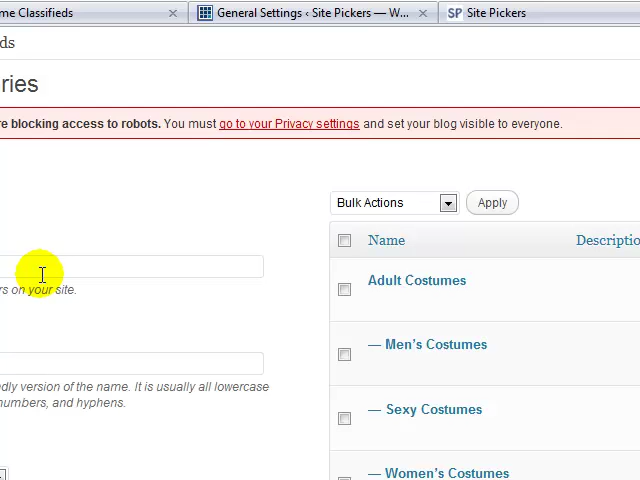 me Classifieds
General Settings ‹ Site Pickers — W...
SP Site Pickers
ds
ries
re blocking access to robots. You must go to your Privacy settings and set your blog visible to everyone.
Bulk Actions
Apply
Name
Descriptio
rs on your site.
Adult Costumes
— Men's Costumes
ndly version of the name. It is usually all lowercase
numbers, and hyphens.
— Sexy Costumes
— Women's Costumes